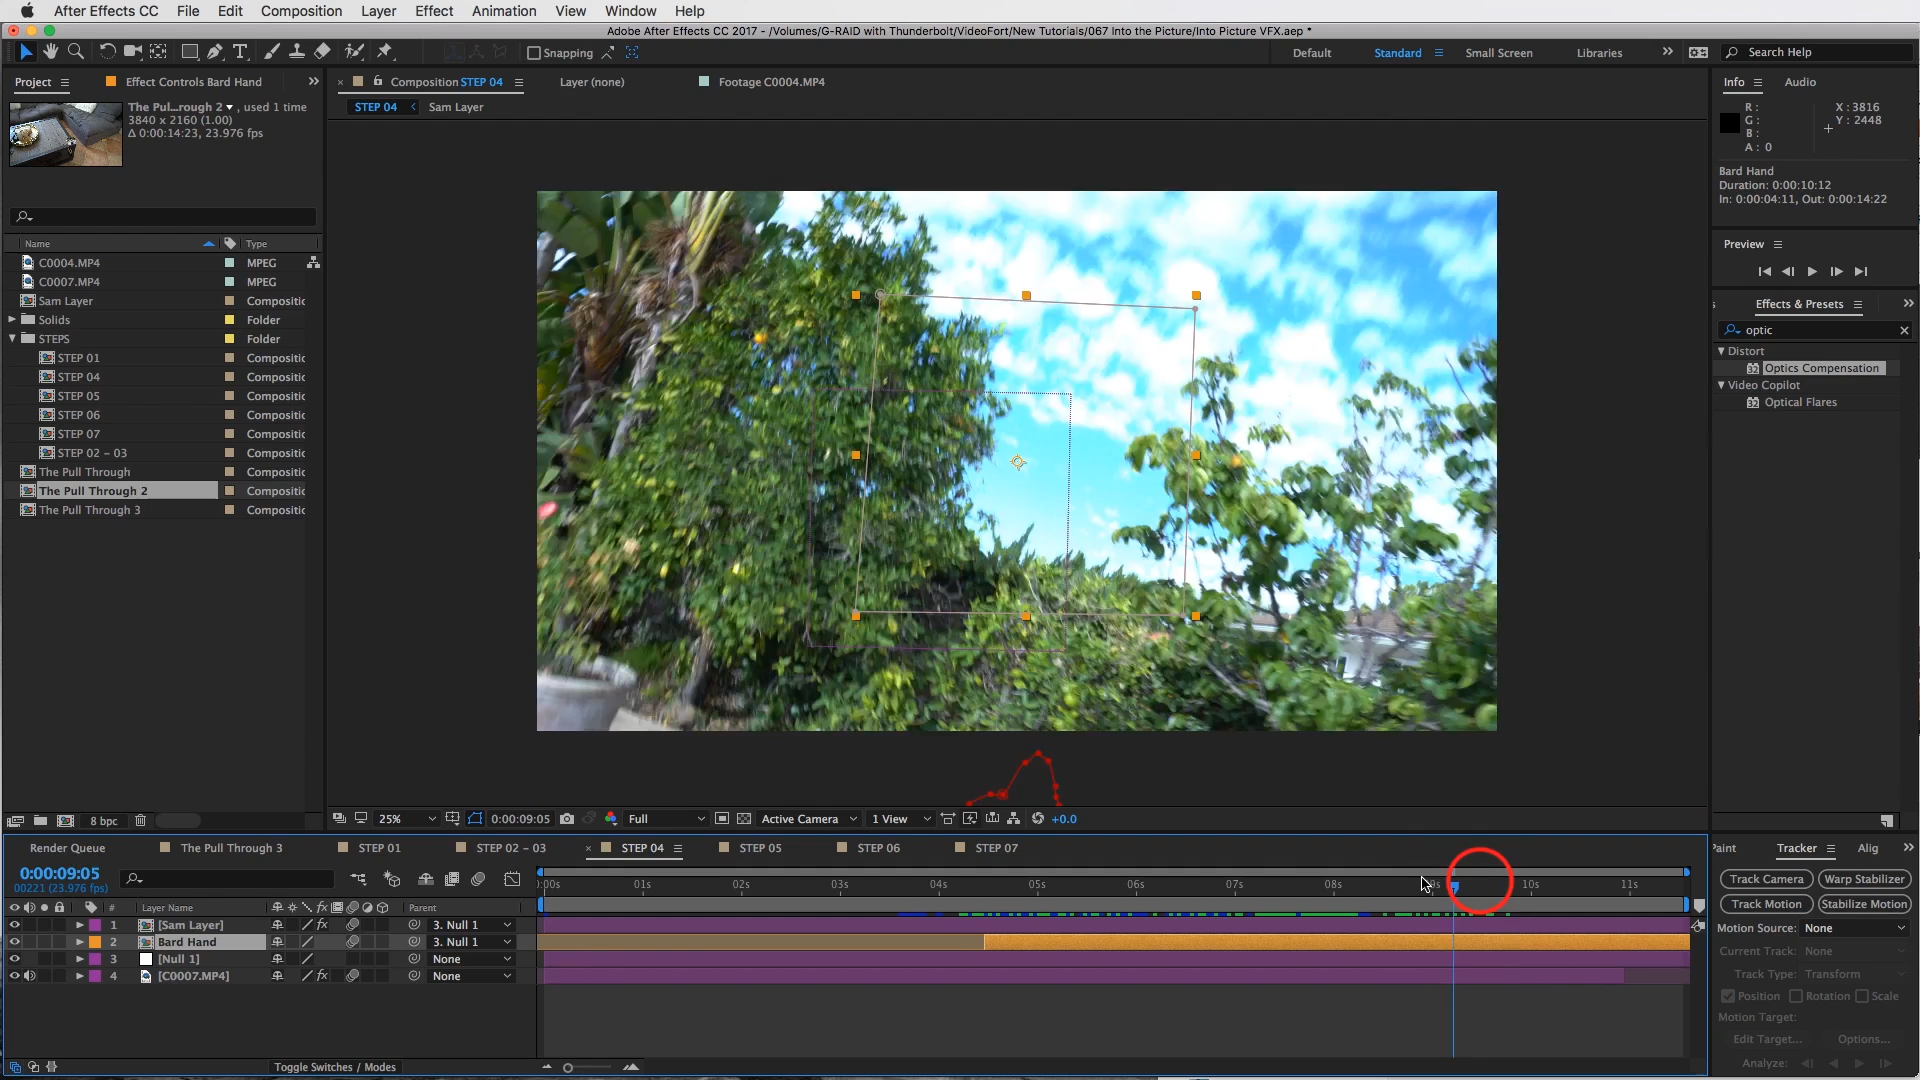 After Effects CC File Edit Composition Layer Effect Animation View Window Help
Adobe After Effects CC 2017 - /Volumes/G-RAID with Thunderbolt/VideoFort/New Tutorials/067 Into the Picture/Into Picture VFX.aep *
Snapping Default Standard Small Screen Libraries Search Help
Project Effect Controls Bard Hand
The Pul...rough 2, used 1 time
3840 x 2160 (1.00)
Δ 0:00:14:23, 23.976 fps
Composition STEP 04 Layer (none) Footage C0004.MP4
STEP 04 Sam Layer
Info Audio
R: X: 3816
G: Y: 2448
B:
A: 0
Bard Hand
Duration: 0:00:10:12
In: 0:00:04:11, Out: 0:00:14:22
Preview
Effects & Presets
optic
Distort
Optics Compensation
Video Copilot
Optical Flares
Name Type
C0004.MP4 MPEG
C0007.MP4 MPEG
Sam Layer Compositic
Solids Folder
STEPS Folder
STEP 01 Compositic
STEP 04 Compositic
STEP 05 Compositic
STEP 06 Compositic
STEP 07 Compositic
STEP 02 - 03 Compositic
The Pull Through Compositic
The Pull Through 2 Compositic
The Pull Through 3 Compositic
8 bpc
25% 0:00:09:05 Full Active Camera 1 View +0.0
Render Queue The Pull Through 3 STEP 01 STEP 02 - 03 STEP 04 STEP 05 STEP 06 STEP 07
0:00:09:05
00221 (23.976 fps)
:00s 01s 02s 03s 04s 05s 06s 07s 08s 10s 11s
# Layer Name Parent
1 [Sam Layer] 3. Null 1
2 Bard Hand 3. Null 1
3 [Null 1] None
4 [C0007.MP4] None
Toggle Switches / Modes
Paint Tracker Alig
Track Camera Warp Stabilizer
Track Motion Stabilize Motion
Motion Source: None
Current Track: None
Track Type: Transform
Position Rotation Scale
Motion Target:
Edit Target... Options...
Analyze: